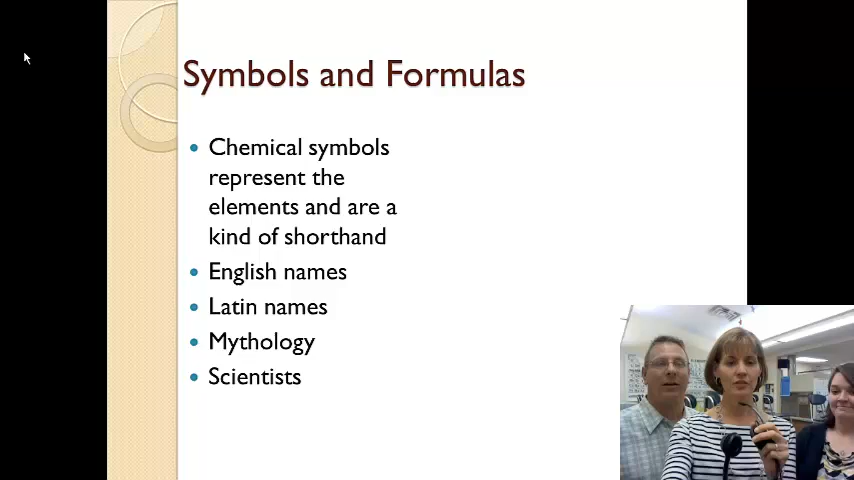 Symbols and Formulas
Chemical symbols
represent the
elements and are a
kind of shorthand
English names
Latin names
Mythology
Scientists